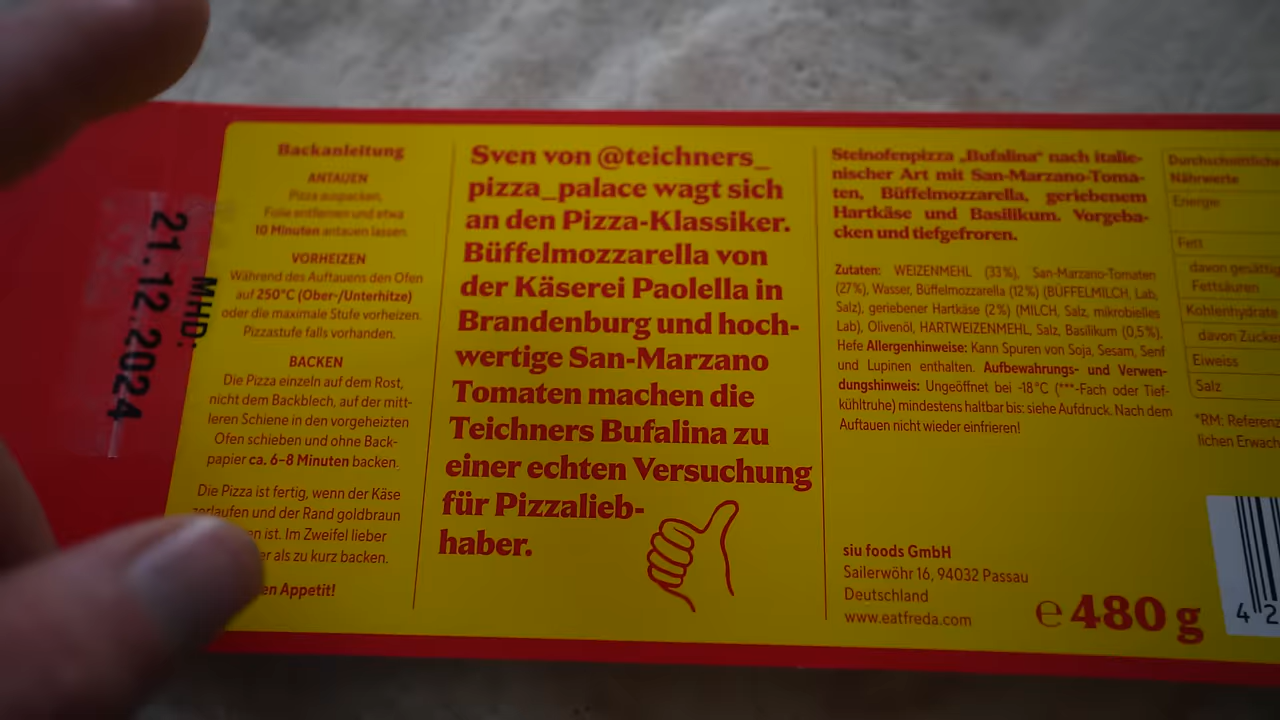 MHD:
21.12.2024
Backanleitung
ANTAUEN
Pizza auspacken,
Folie entfernen und etwa
10 Minuten antauen lassen.
VORHEIZEN
Während des Auftauens den Ofen
auf 250°C (Ober-/Unterhitze)
oder die maximale Stufe vorheizen.
Pizzastufe falls vorhanden.
BACKEN
Die Pizza einzeln auf dem Rost,
nicht dem Backblech, auf der mitt-
leren Schiene in den vorgeheizten
Ofen schieben und ohne Back-
papier ca. 6–8 Minuten backen.
Die Pizza ist fertig, wenn der Käse
zerlaufen und der Rand goldbraun
ist. Im Zweifel lieber
als zu kurz backen.
Appetit!
Sven von @teichners_
pizza_palace wagt sich
an den Pizza-Klassiker.
Büffelmozzarella von
der Käserei Paolella in
Brandenburg und hoch-
wertige San-Marzano
Tomaten machen die
Teichners Bufalina zu
einer echten Versuchung
für Pizzalieb-
haber.
Steinofenpizza „Bufalina“ nach italie-
nischer Art mit San-Marzano-Toma-
ten, Büffelmozzarella, geriebenem
Hartkäse und Basilikum. Vorgeba-
cken und tiefgefroren.
Zutaten: WEIZENMEHL (33%), San-Marzano-Tomaten
(27%), Wasser, Büffelmozzarella (12%) (BÜFFELMILCH, Lab,
Salz), geriebener Hartkäse (2%) (MILCH, Salz, mikrobielles
Lab), Olivenöl, HARTWEIZENMEHL, Salz, Basilikum (0,5%),
Hefe Allergenhinweise: Kann Spuren von Soja, Sesam, Senf
und Lupinen enthalten. Aufbewahrungs- und Verwen-
dungshinweis: Ungeöffnet bei -18°C (***-Fach oder Tief-
kühltruhe) mindestens haltbar bis: siehe Aufdruck. Nach dem
Auftauen nicht wieder einfrieren!
siu foods GmbH
Sailerwöhr 16, 94032 Passau
Deutschland
www.eatfreda.com
℮ 480 g
Durchschnittliche
Nährwerte
Energie
Fett
davon gesättig
Fettsäuren
Kohlenhydrate
davon Zucke
Eiweiss
Salz
*RM: Referenz
lichen Erwach
4 2